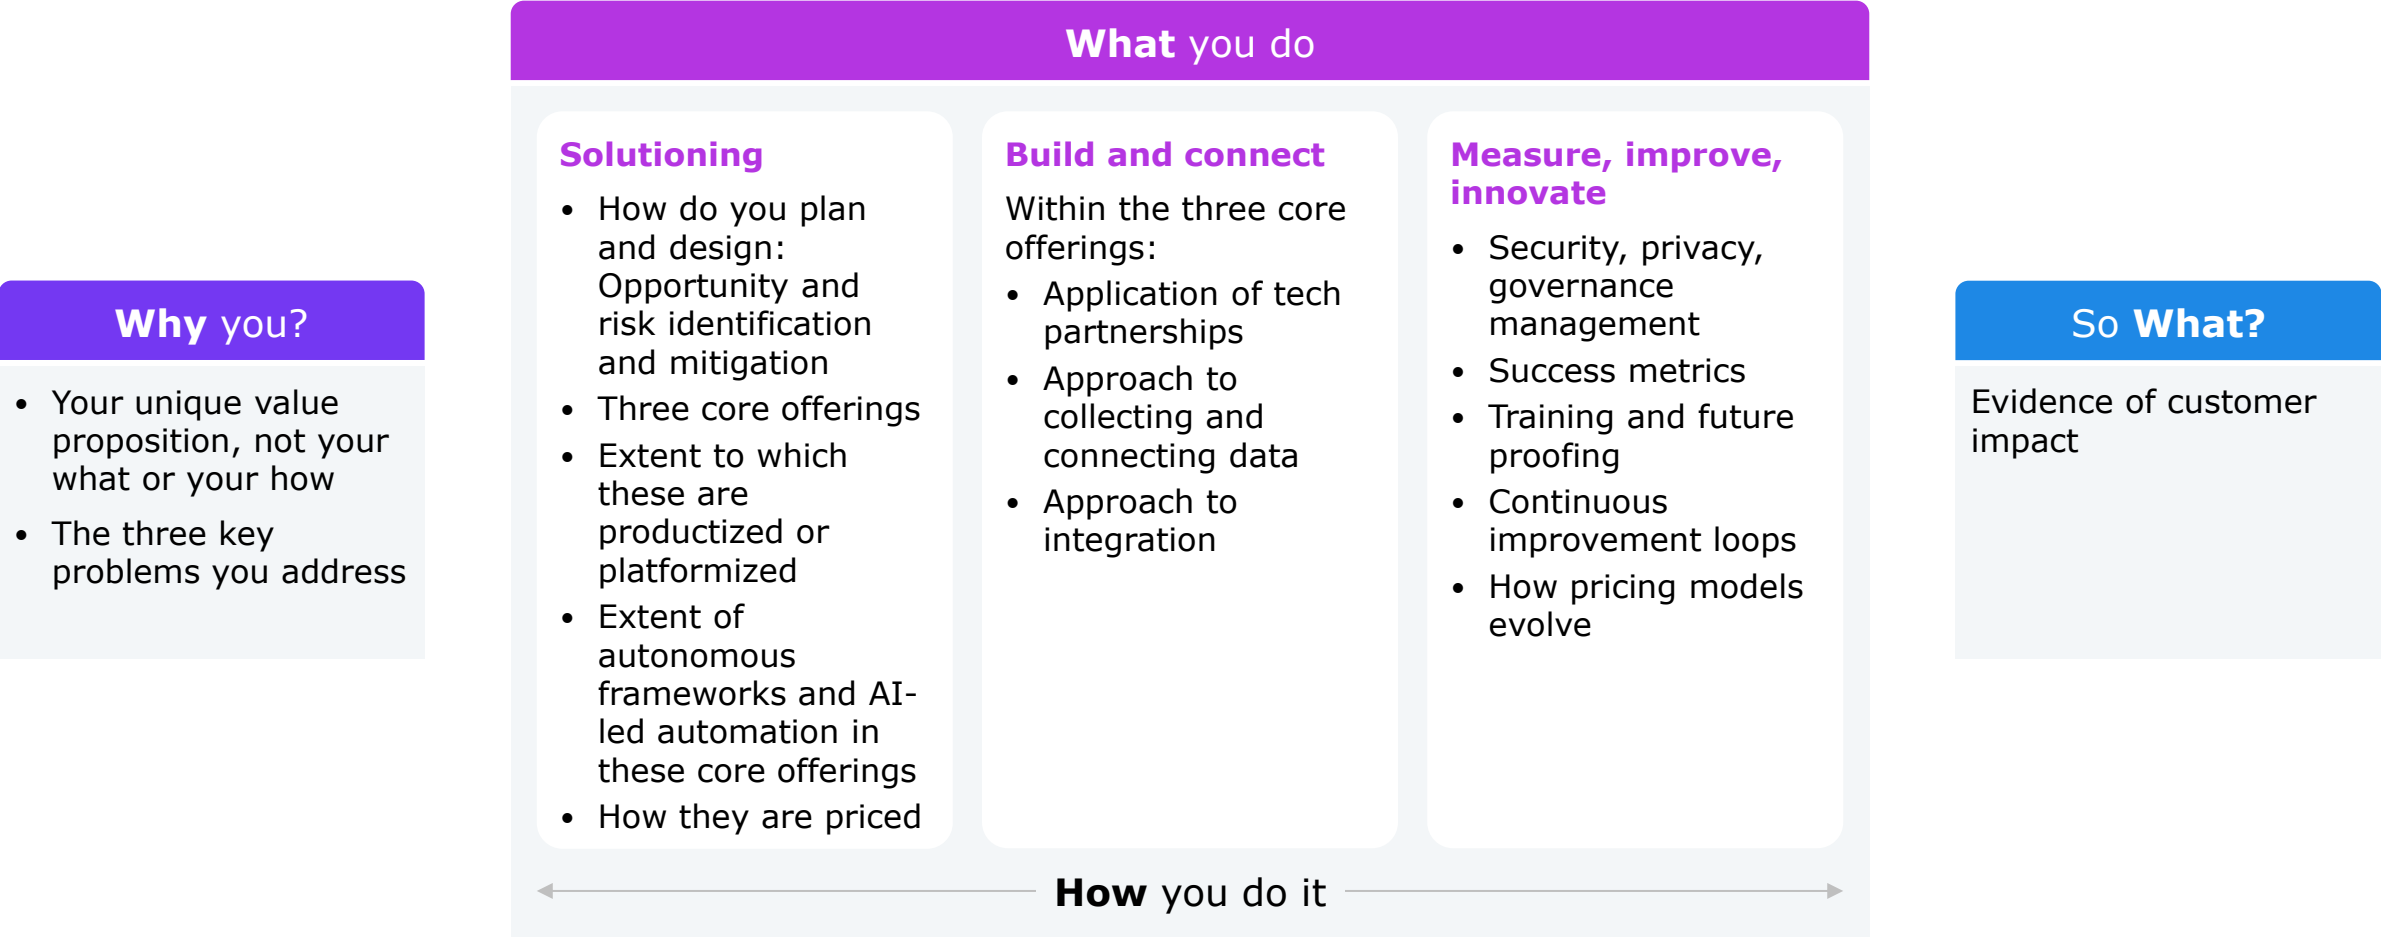 Why you?
• Your unique value
proposition, not your
what or your how
• The three key
problems you address
What you do
Solutioning
• How do you plan
and design:
Opportunity and
risk identification
and mitigation
• Three core offerings
• Extent to which
these are
productized or
platformized
• Extent of
autonomous
frameworks and AI-
led automation in
these core offerings
• How they are priced
Build and connect
Within the three core
offerings:
• Application of tech
partnerships
• Approach to
collecting and
connecting data
• Approach to
integration
Measure, improve,
innovate
• Security, privacy,
governance
management
• Success metrics
• Training and future
proofing
• Continuous
improvement loops
• How pricing models
evolve
How you do it
So What?
Evidence of customer
impact